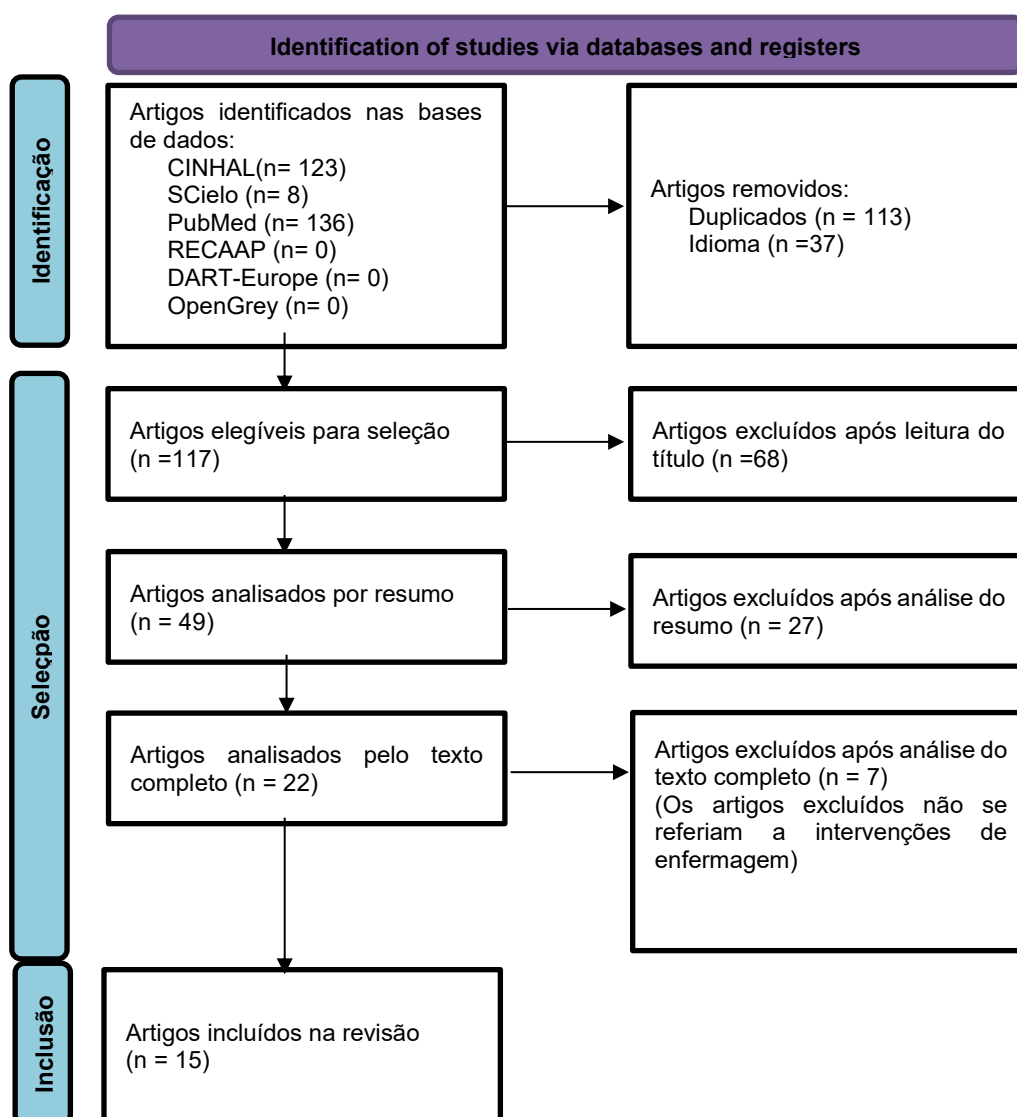 Identification of studies via databases and registers
Identificação
Artigos identificados nas bases
de dados:
CINHAL(n= 123)
SCielo (n= 8)
PubMed (n= 136)
RECAAP (n= 0)
DART-Europe (n= 0)
OpenGrey (n= 0)
Artigos removidos:
Duplicados (n = 113)
Idioma (n =37)
Seleçpão
Artigos elegíveis para seleção
(n =117)
Artigos excluídos após leitura do
título (n =68)
Artigos analisados por resumo
(n = 49)
Artigos excluídos após análise do
resumo (n = 27)
Artigos analisados pelo texto
completo (n = 22)
Artigos excluídos após análise do
texto completo (n = 7)
(Os artigos excluídos não se
referiam a intervenções de
enfermagem)
Inclusão
Artigos incluídos na revisão
(n = 15)